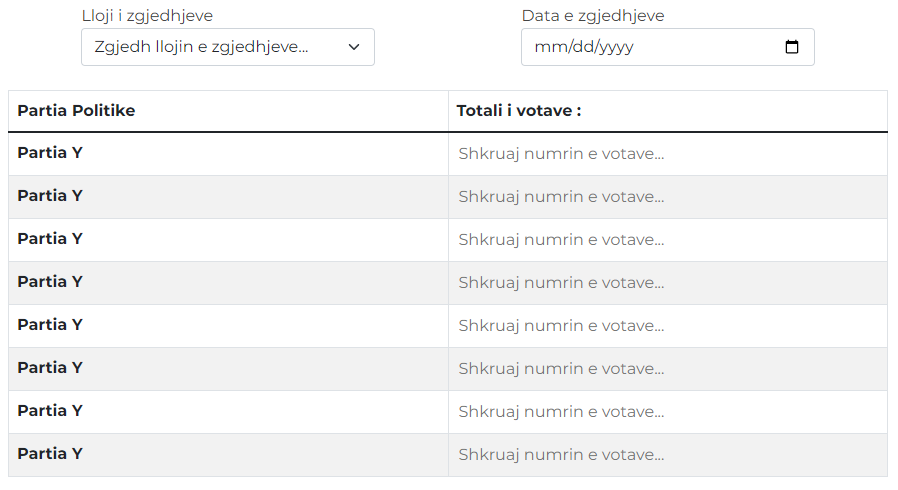 Lloji i zgjedhjeve
Data e zgjedhjeve
Zgjedh llojin e zgjedhjeve...
mm/dd/yyyy
Partia Politike
Totali i votave :
Partia Y
Shkruaj numrin e votave...
Partia Y
Shkruaj numrin e votave...
Partia Y
Shkruaj numrin e votave...
Partia Y
Shkruaj numrin e votave...
Partia Y
Shkruaj numrin e votave...
Partia Y
Shkruaj numrin e votave...
Partia Y
Shkruaj numrin e votave...
Partia Y
Shkruaj numrin e votave...